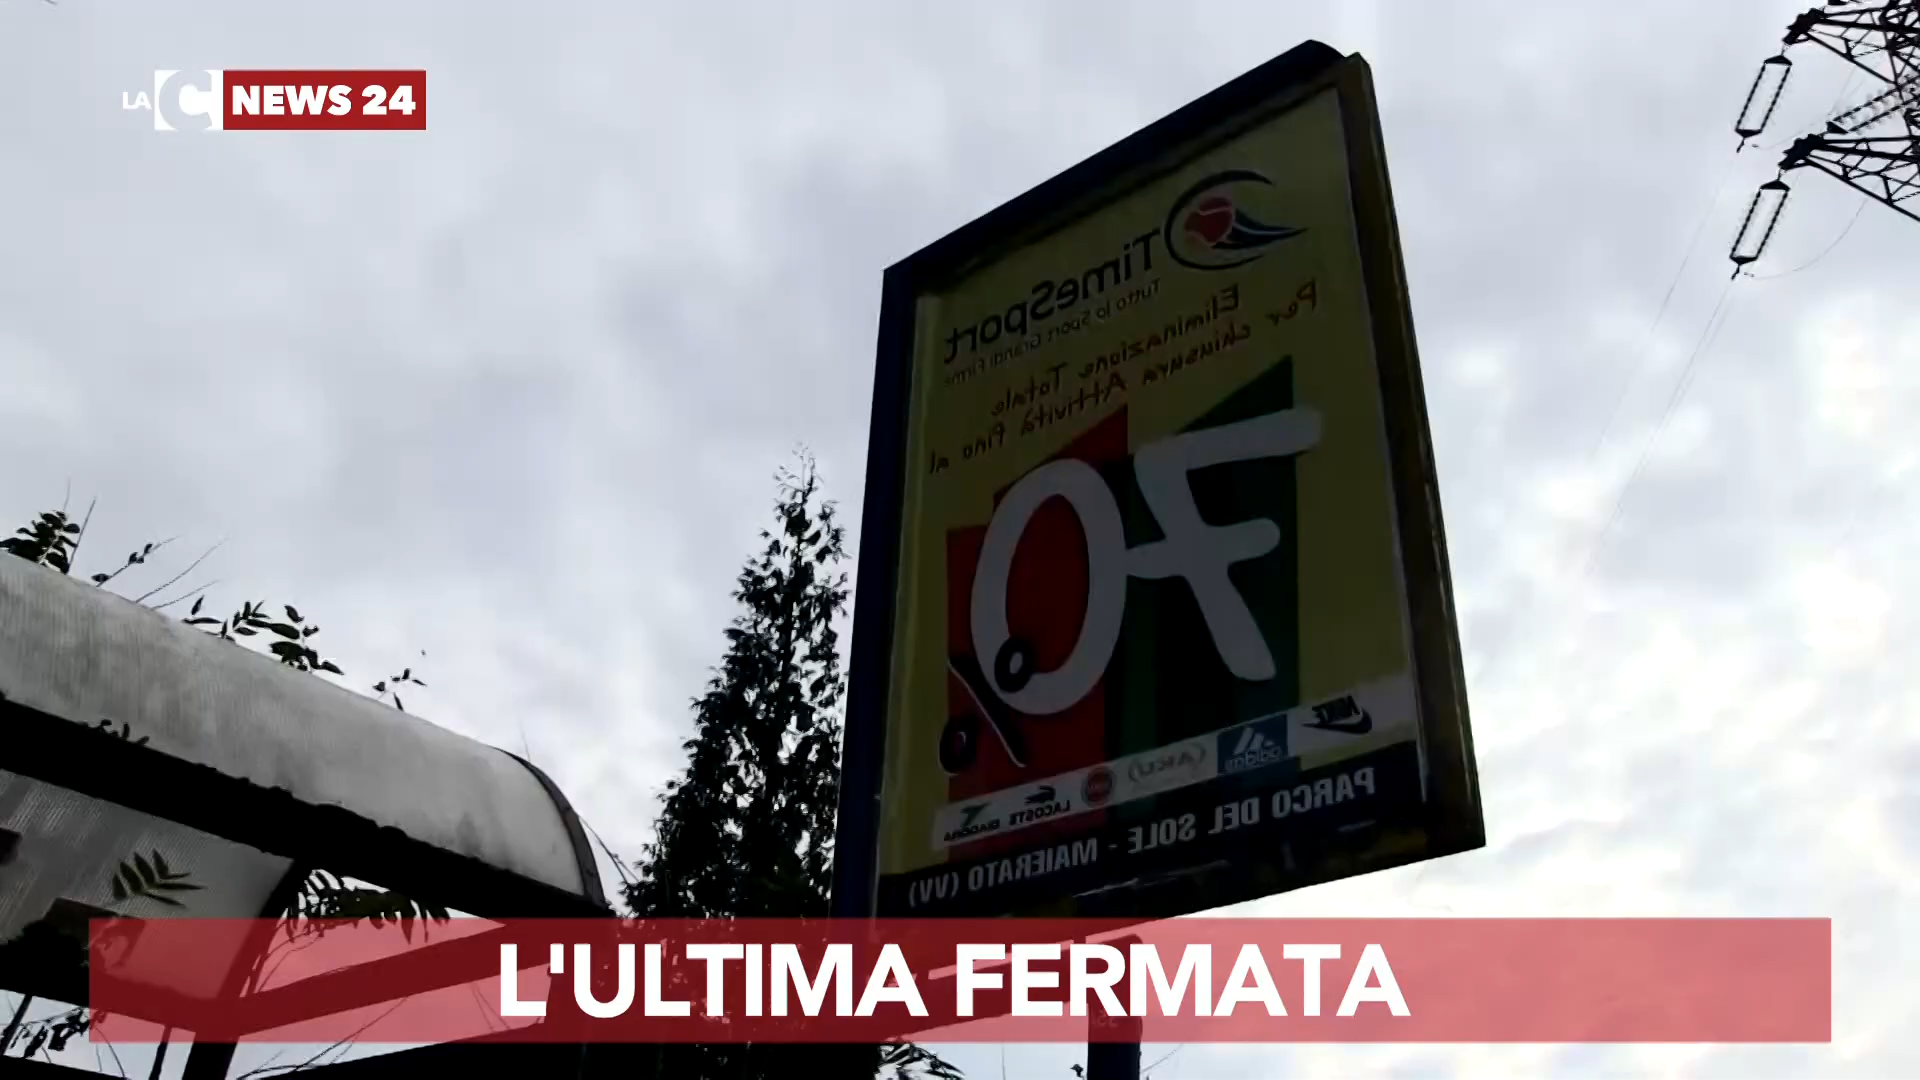 LA C NEWS 24
TimeSport
Tutto lo Sport Grandi Firme
Eliminazione Totale
Per chiusura Attività Fino al
70%
NIKE
adidas
LACOSTE
DIADORA
PARCO DEL SOLE - MAIERATO (VV)
L'ULTIMA FERMATA